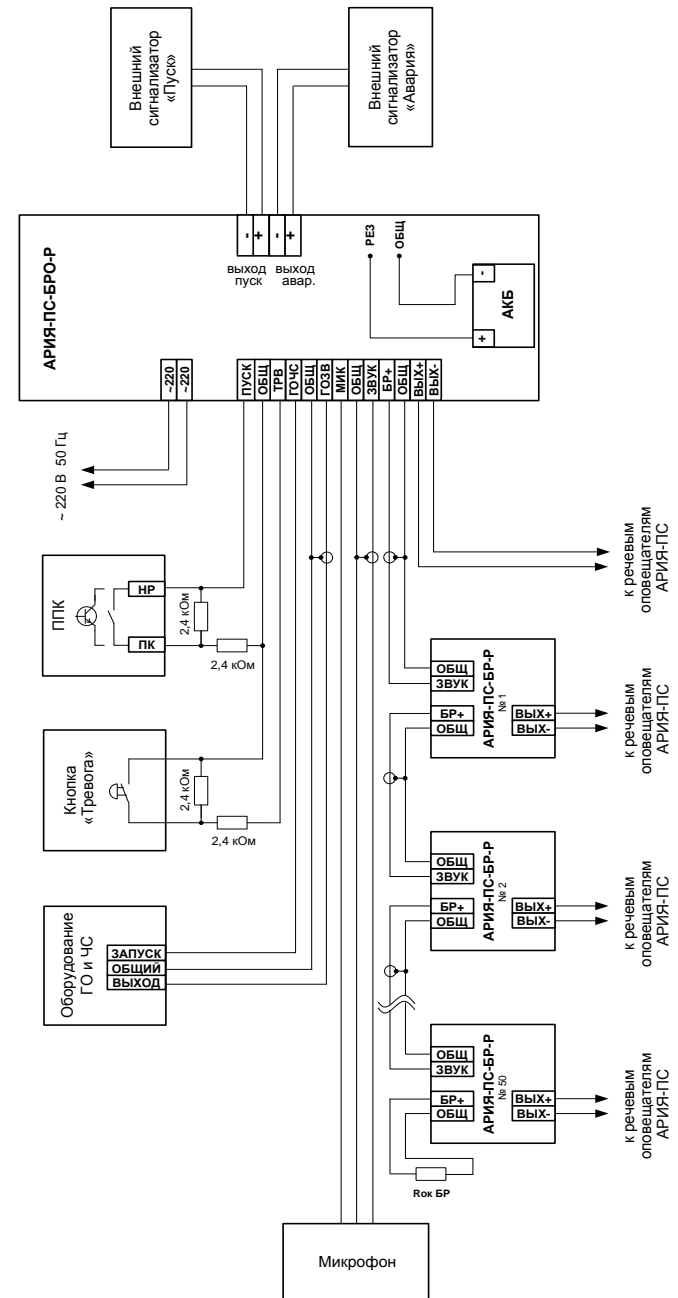 Внешний
сигнализатор
«Пуск»
Внешний
сигнализатор
«Авария»
АРИЯ-ПС-БРО-Р
-
+
-
+
выход
пуск
выход
авар.
РЕЗ
ОБЩ
-
+
АКБ
~220
~220
ПУСК
ОБЩ
ТРВ
ГОЧС
ОБЩ
ГОЗВ
МИК
ОБЩ
ЗВУК
БР+
ОБЩ
ВЫХ+
ВЫХ-
~ 220 В 50 Гц
ППК
НР
ПК
2,4 кОм
2,4 кОм
Кнопка
«Тревога»
2,4 кОм
2,4 кОм
Оборудование
ГО и ЧС
ЗАПУСК
ОБЩИЙ
ВЫХОД
к речевым
оповещателям
АРИЯ-ПС
ОБЩ
ЗВУК
БР+
ОБЩ
АРИЯ-ПС-БР-Р
№ 1
ВЫХ+
ВЫХ-
к речевым
оповещателям
АРИЯ-ПС
ОБЩ
ЗВУК
БР+
ОБЩ
АРИЯ-ПС-БР-Р
№ 2
ВЫХ+
ВЫХ-
к речевым
оповещателям
АРИЯ-ПС
ОБЩ
ЗВУК
БР+
ОБЩ
АРИЯ-ПС-БР-Р
№ 50
ВЫХ+
ВЫХ-
к речевым
оповещателям
АРИЯ-ПС
Rок БР
Микрофон